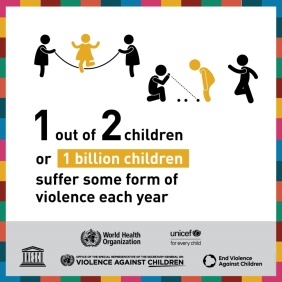 1 out of 2 children
or 1 billion children
suffer some form of
violence each year
World Health
Organization
unicef
for every child
UNESCO
OFFICE OF THE SPECIAL REPRESENTATIVE OF THE SECRETARY-GENERAL ON
VIOLENCE AGAINST CHILDREN
End Violence
Against Children